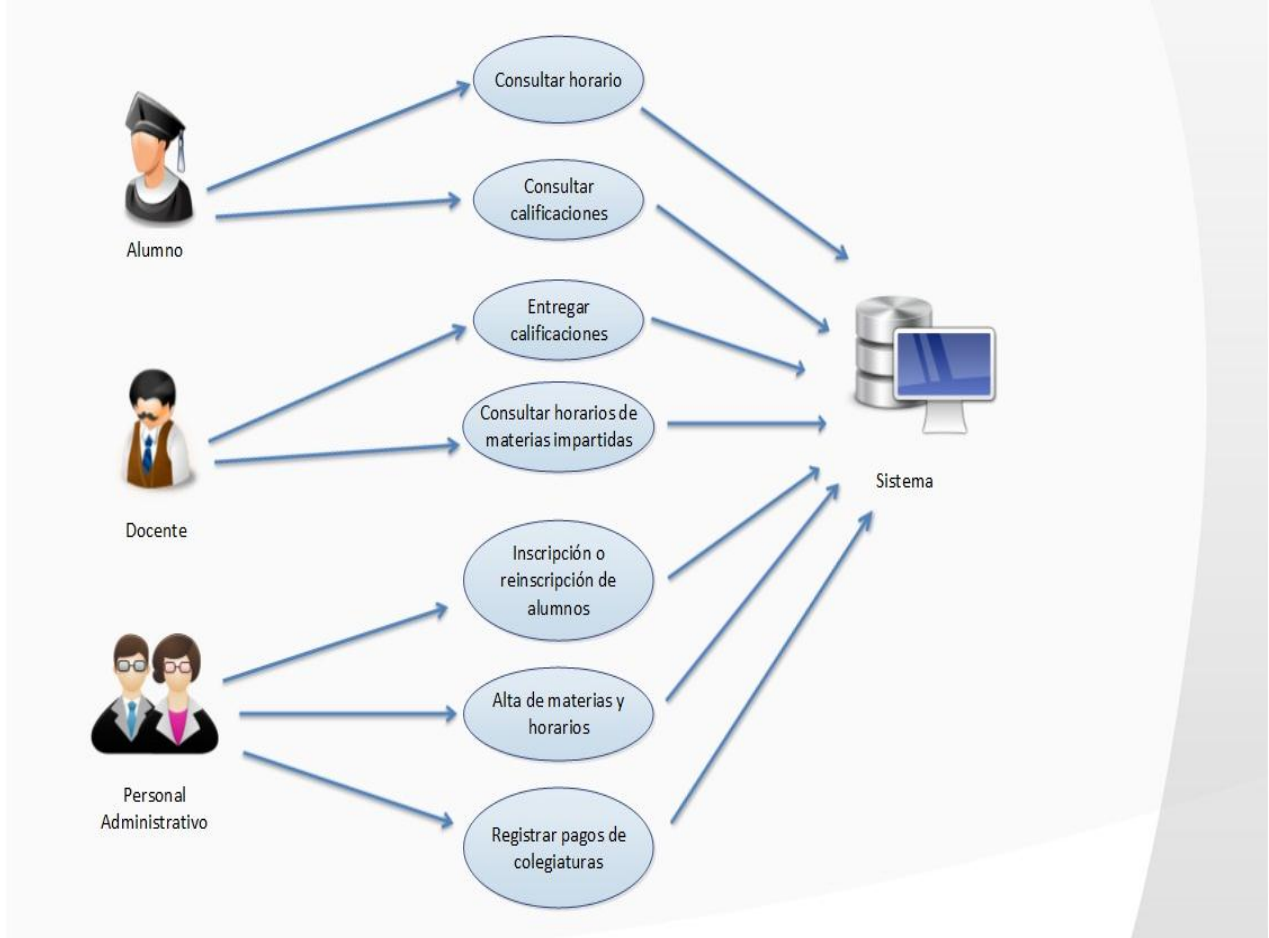 Consultar horario
Consultar
calificaciones
Alumno
Entregar
calificaciones
Consultar horarios de
materias impartidas
Sistema
Docente
Inscripción o
reinscripción de
alumnos
Alta de materias y
horarios
Personal
Administrativo
Registrar pagos de
colegiaturas